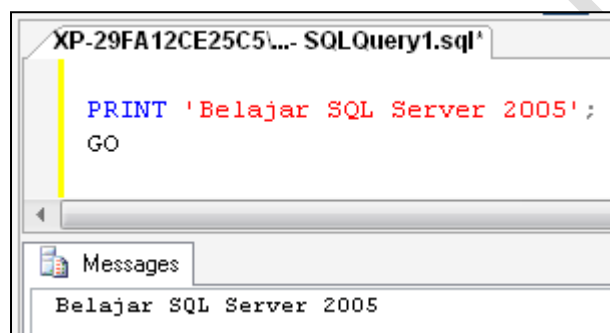 XP-29FA12CE25C5\...- SQLQuery1.sql*
PRINT 'Belajar SQL Server 2005';
GO
Messages
Belajar SQL Server 2005